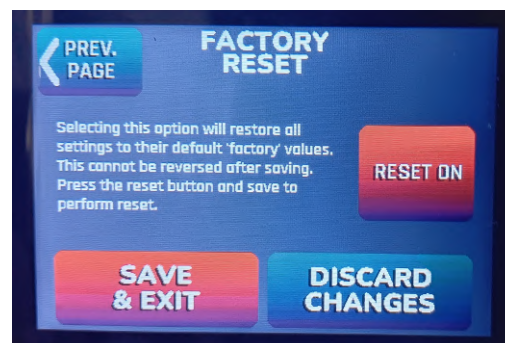 PREV.
PAGE
FACTORY
RESET
Selecting this option will restore all
settings to their default 'factory' values.
This cannot be reversed after saving.
Press the reset button and save to
perform reset.
RESET ON
SAVE
& EXIT
DISCARD
CHANGES